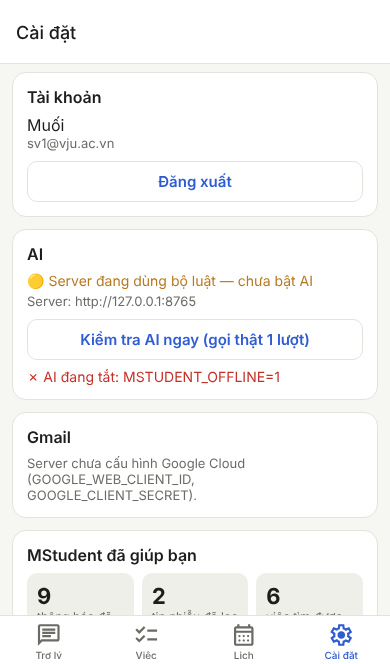 Cài đặt
Tài khoản
Muối
sv1@vju.ac.vn
Đăng xuất
AI
Server đang dùng bộ luật — chưa bật AI
Server: http://127.0.0.1:8765
Kiểm tra AI ngay (gọi thật 1 lượt)
× AI đang tắt: MSTUDENT_OFFLINE=1
Gmail
Server chưa cấu hình Google Cloud
(GOOGLE_WEB_CLIENT_ID,
GOOGLE_CLIENT_SECRET).
MStudent đã giúp bạn
9 2 6
Trợ lý Việc Lịch Cài đặt